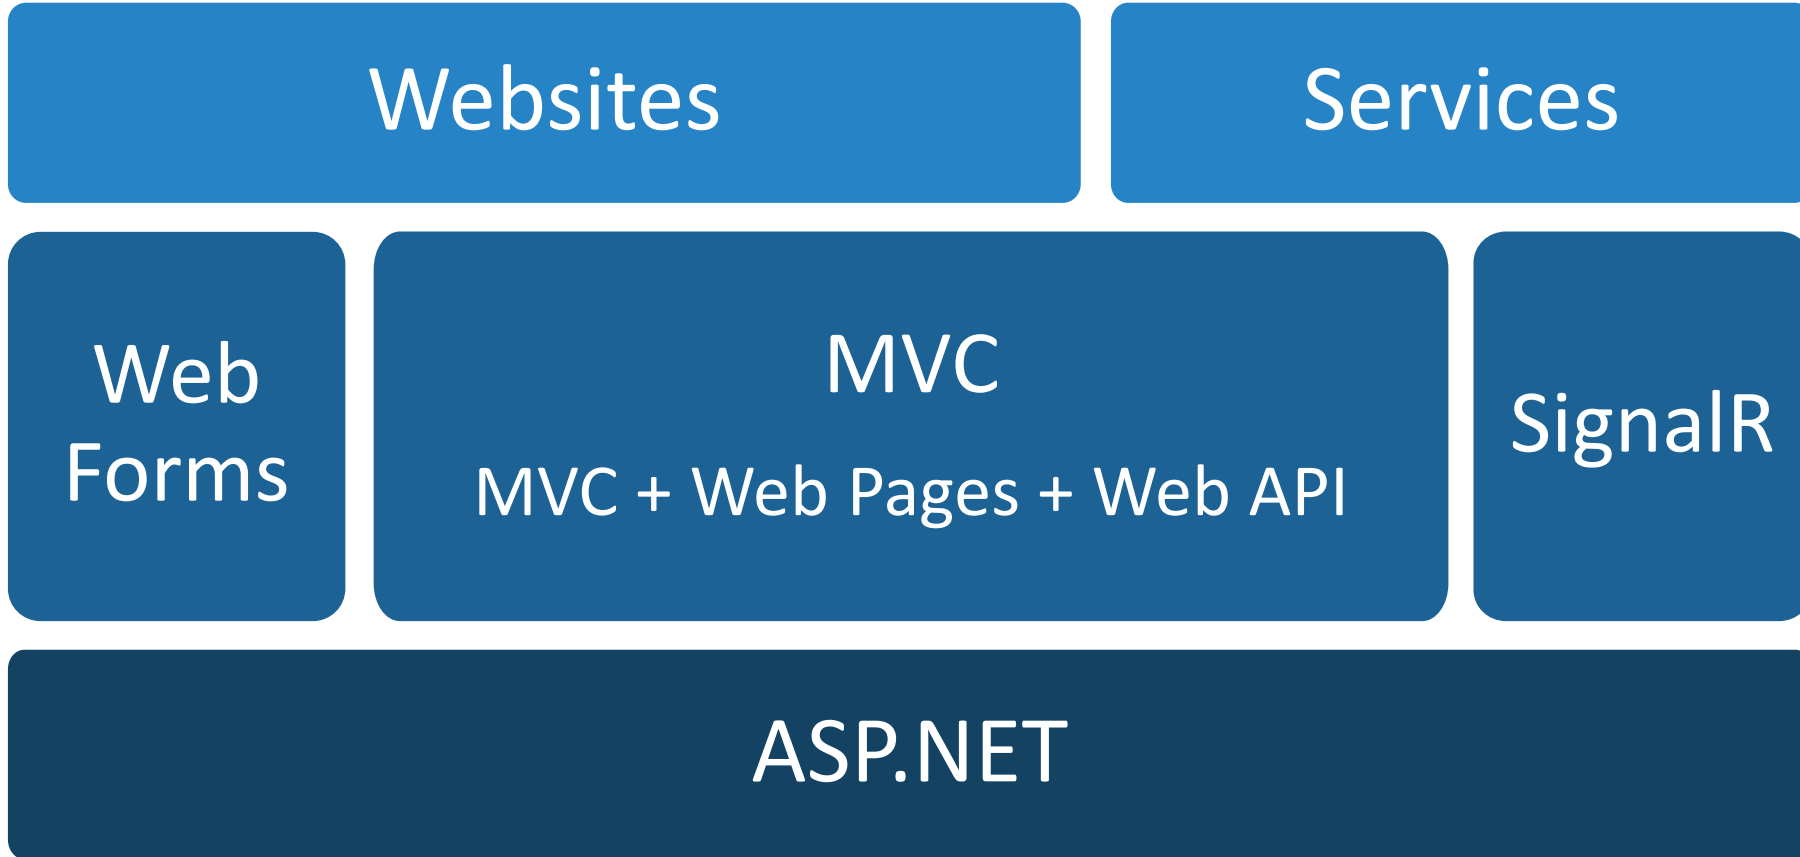 Websites
Services
Web
Forms
MVC
MVC + Web Pages + Web API
SignalR
ASP.NET